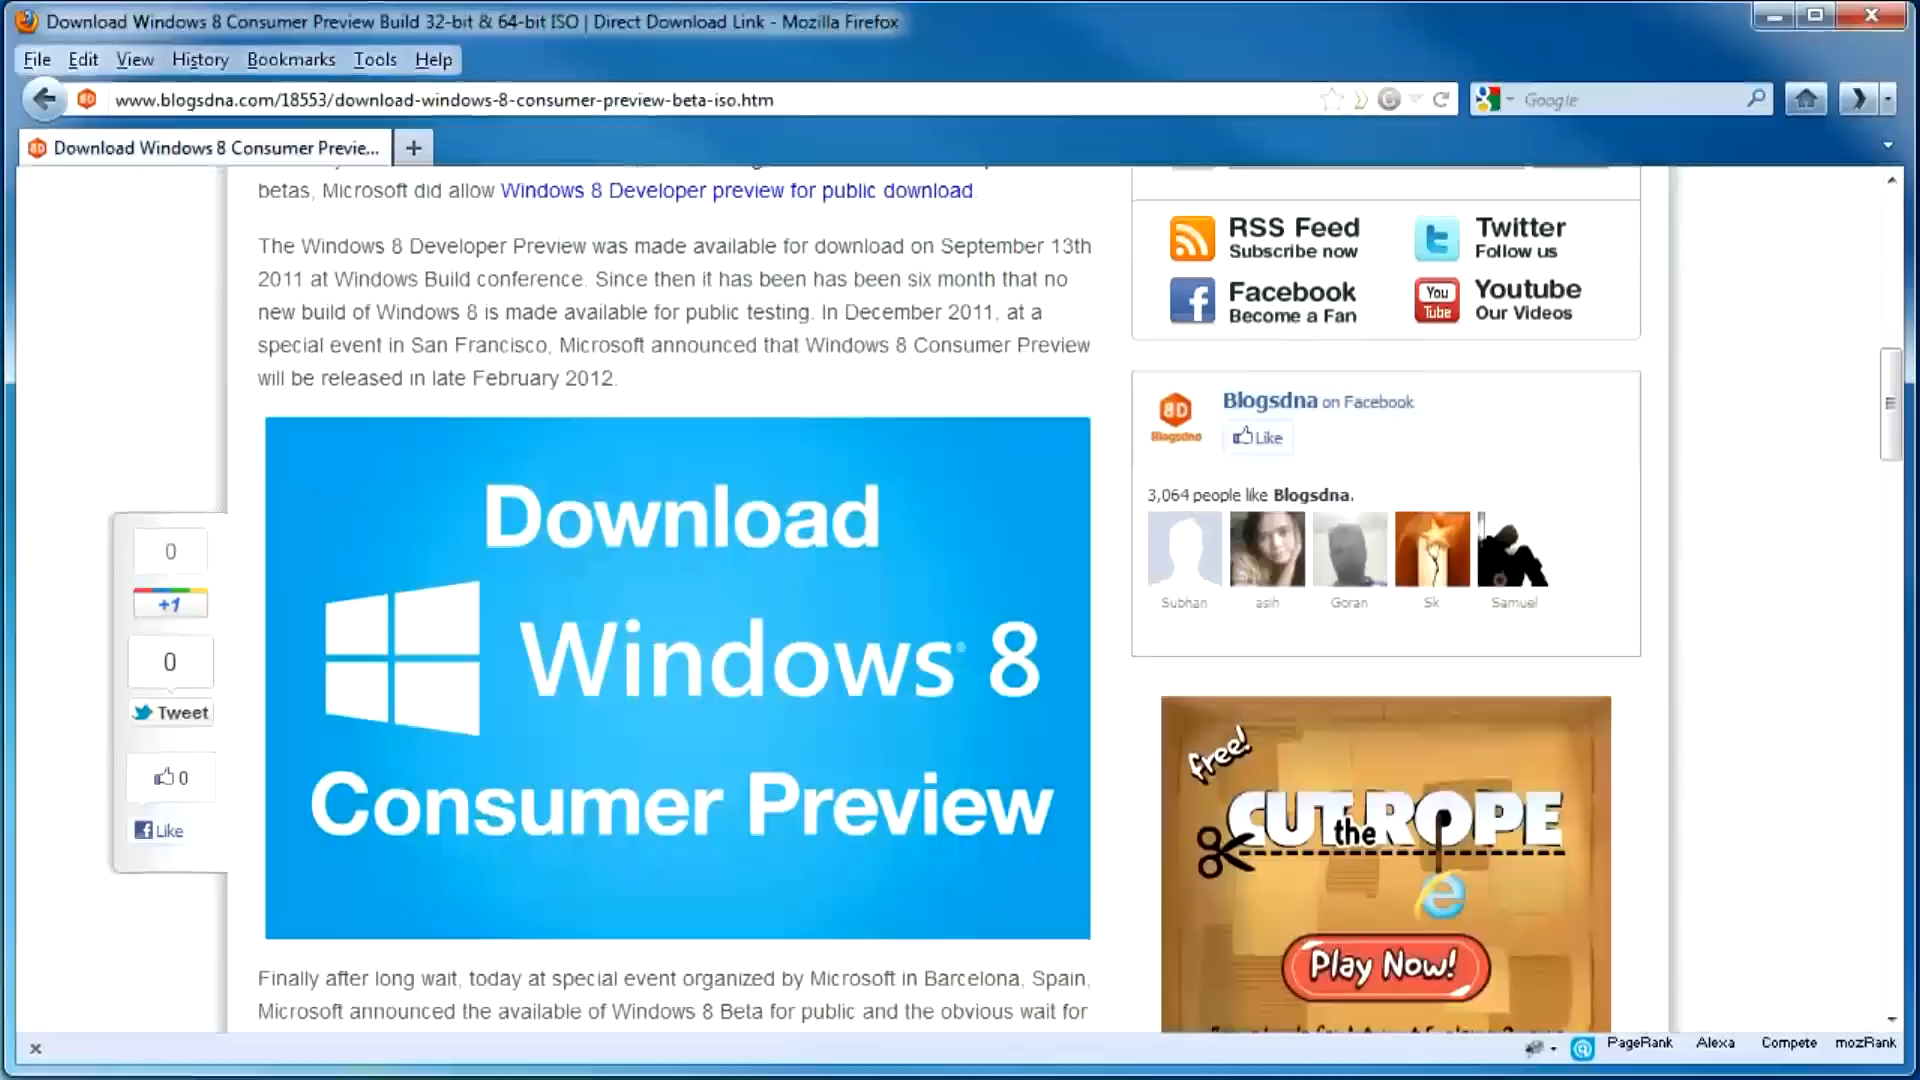 Download Windows 8 Consumer Preview Build 32-bit & 64-bit ISO | Direct Download Link - Mozilla Firefox
File Edit View History Bookmarks Tools Help
www.blogsdna.com/18553/download-windows-8-consumer-preview-beta-iso.htm
Google
Download Windows 8 Consumer Previe...
betas, Microsoft did allow Windows 8 Developer preview for public download.
The Windows 8 Developer Preview was made available for download on September 13th
2011 at Windows Build conference. Since then it has been has been six month that no
new build of Windows 8 is made available for public testing. In December 2011, at a
special event in San Francisco, Microsoft announced that Windows 8 Consumer Preview
will be released in late February 2012.
Download
Windows 8
Consumer Preview
Finally after long wait, today at special event organized by Microsoft in Barcelona, Spain,
Microsoft announced the available of Windows 8 Beta for public and the obvious wait for
0
+1
0
Tweet
0
Like
RSS Feed
Subscribe now
Twitter
Follow us
Facebook
Become a Fan
You
Tube
Youtube
Our Videos
Blogsdna
Blogsdna on Facebook
Like
3,064 people like Blogsdna.
Subhan asih Goran Sk Samuel
free!
CUT the ROPE
Play Now!
PageRank Alexa Compete mozRank